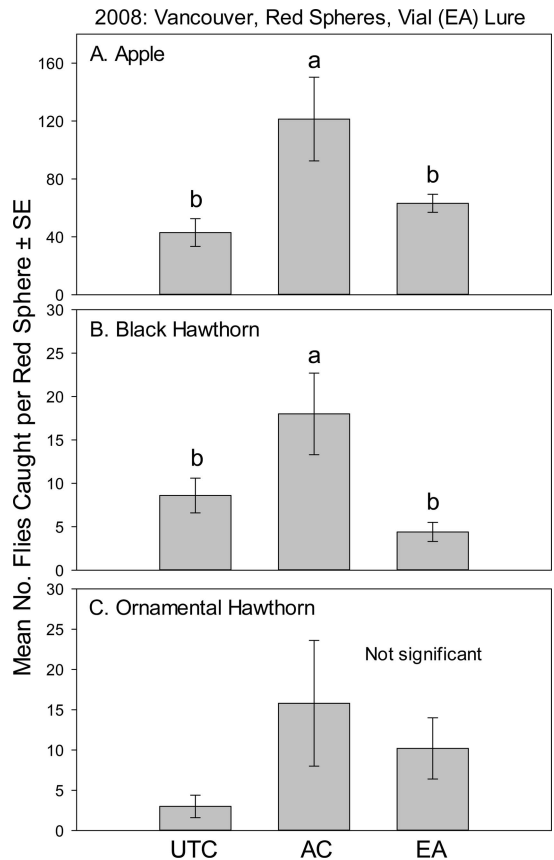 2008: Vancouver, Red Spheres, Vial (EA) Lure
Mean No. Flies Caught per Red Sphere ± SE
A. Apple
160
120
80
40
0
b
a
b
B. Black Hawthorn
30
25
20
15
10
5
0
b
a
b
C. Ornamental Hawthorn
Not significant
30
25
20
15
10
5
0
UTC AC EA